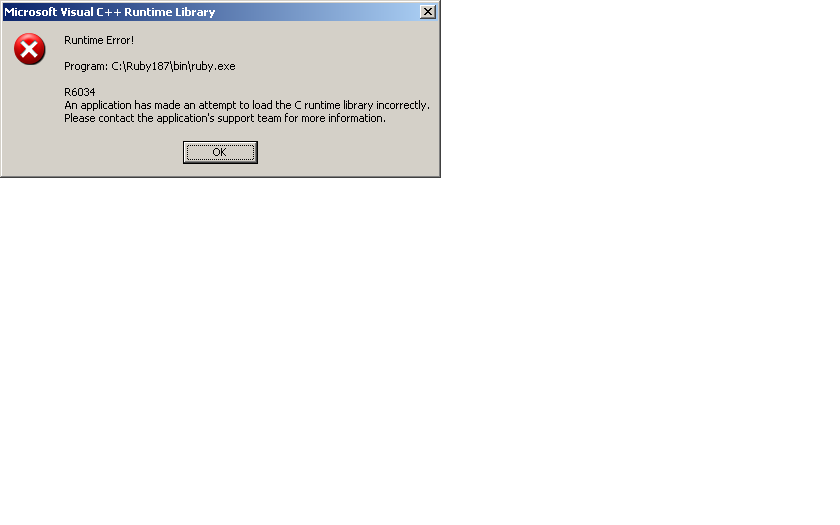 Microsoft Visual C++ Runtime Library
Runtime Error!
Program: C:\Ruby187\bin\ruby.exe
R6034
An application has made an attempt to load the C runtime library incorrectly.
Please contact the application's support team for more information.
OK